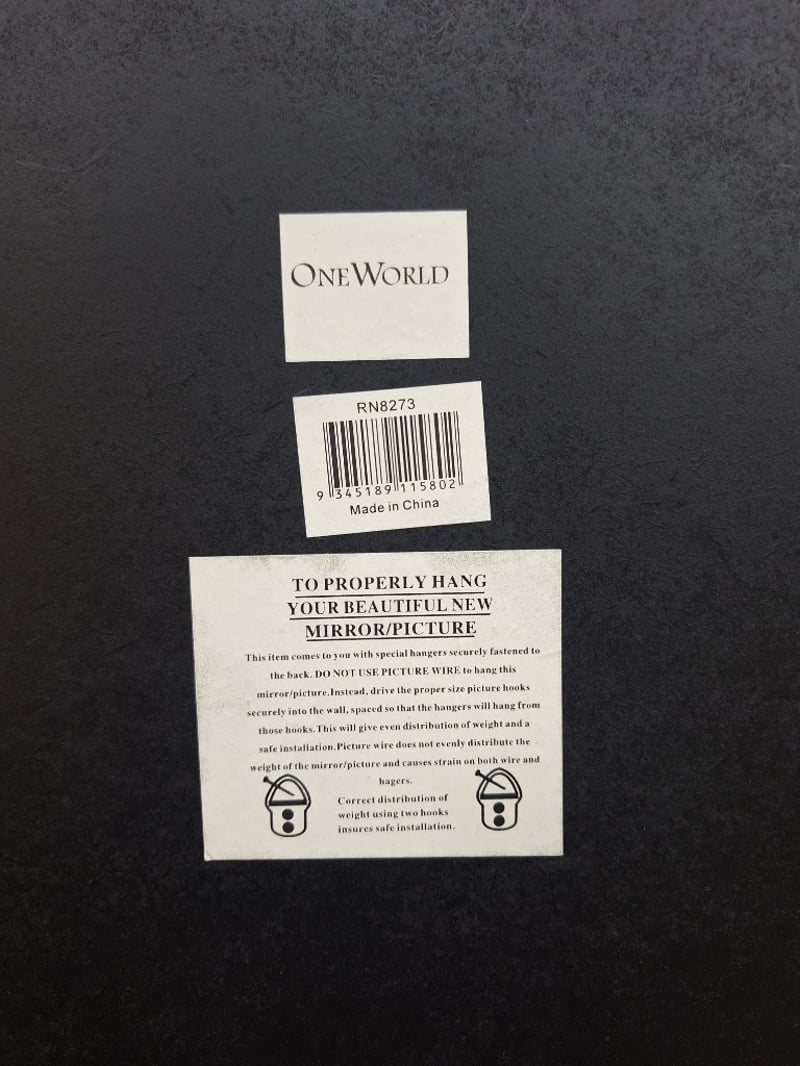 ONEWORLD
RN8273
9 345189 115802
Made in China
TO PROPERLY HANG
YOUR BEAUTIFUL NEW
MIRROR/PICTURE
This item comes to you with special hangers securely fastened to
the back. DO NOT USE PICTURE WIRE to hang this
mirror/picture.Instead, drive the proper size picture hooks
securely into the wall, spaced so that the hangers will hang from
those hooks.This will give even distribution of weight and a
safe installation.Picture wire does not evenly distribute the
weight of the mirror/picture and causes strain on both wire and
hagers.
Correct distribution of
weight using two hooks
insures safe installation.